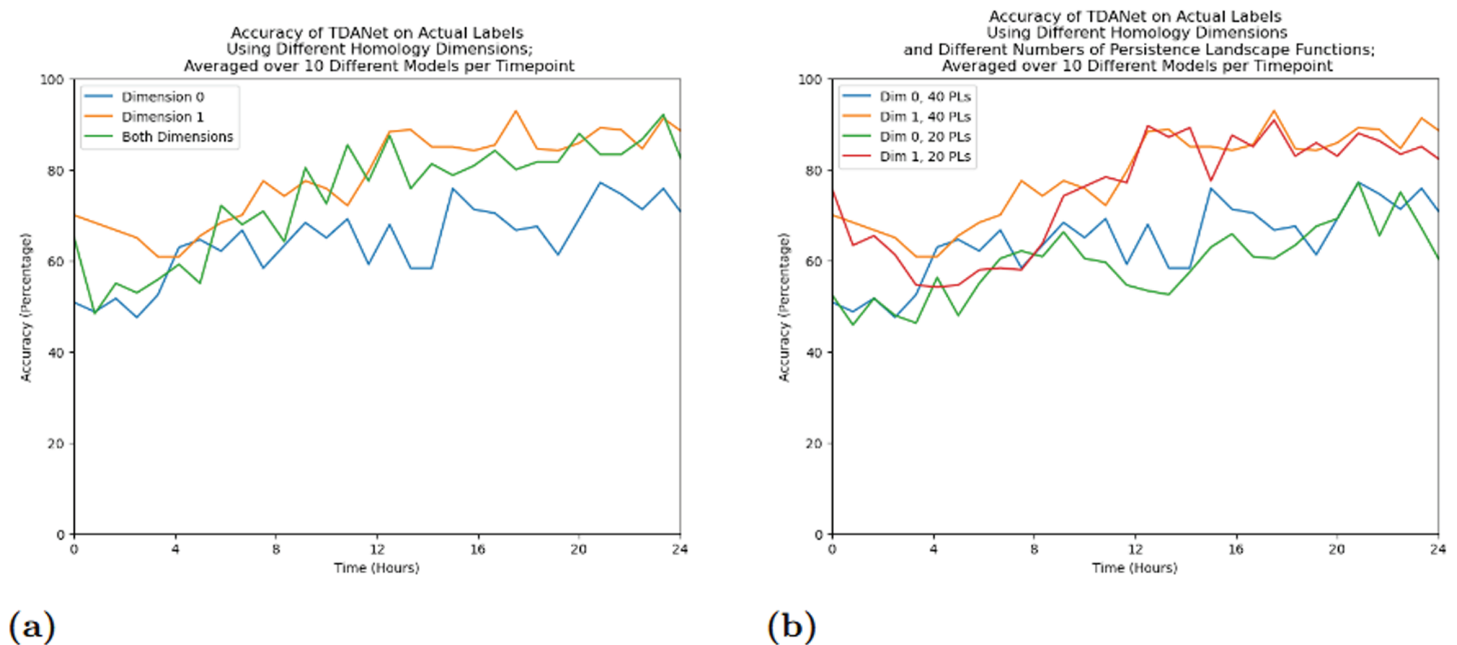 Accuracy of TDANet on Actual Labels
Using Different Homology Dimensions;
Averaged over 10 Different Models per Timepoint
100
80
60
40
20
0
Accuracy (Percentage)
Dimension 0
Dimension 1
Both Dimensions
0 4 8 12 16 20 24
Time (Hours)
(a)
Accuracy of TDANet on Actual Labels
Using Different Homology Dimensions
and Different Numbers of Persistence Landscape Functions;
Averaged over 10 Different Models per Timepoint
100
80
60
40
20
0
Accuracy (Percentage)
Dim 0, 40 PLs
Dim 1, 40 PLs
Dim 0, 20 PLs
Dim 1, 20 PLs
0 4 8 12 16 20 24
Time (Hours)
(b)